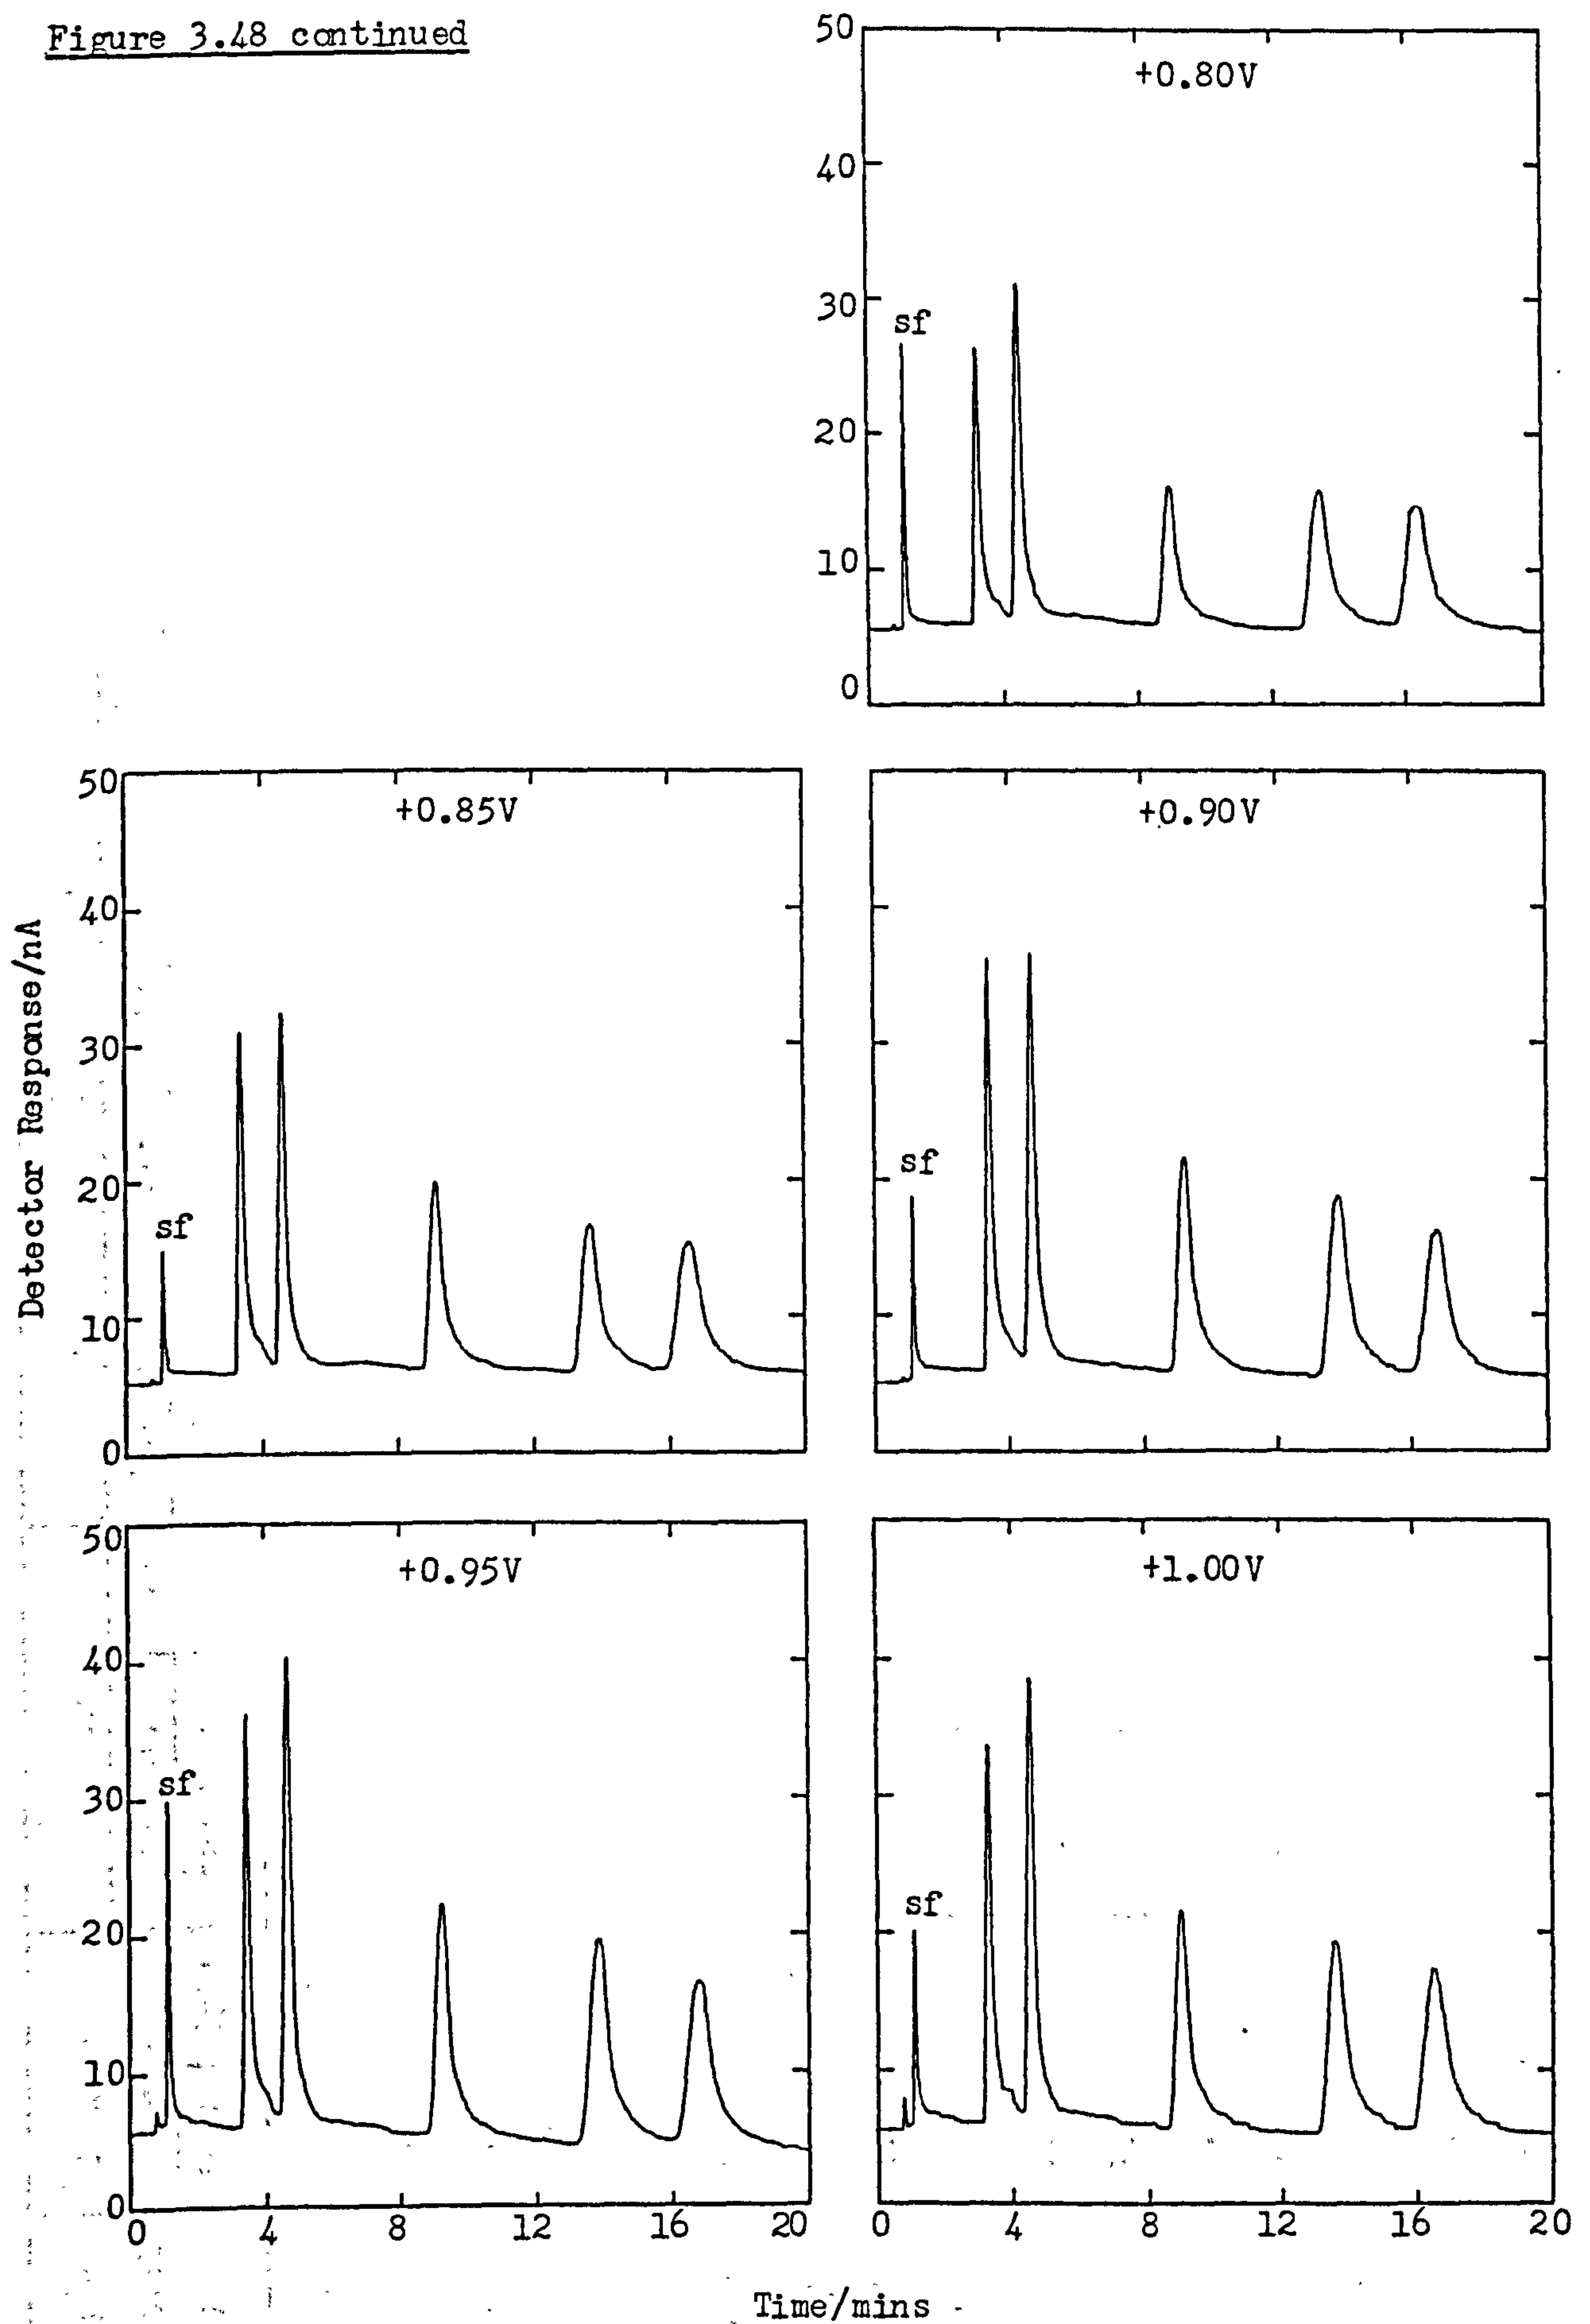 Figure 3.48 continued
50
+0.80V
40
30
sf
20
10
0
50
+0.85V
40
30
20
sf
10
0
+0.90V
sf
Detector Response/nA
50
+0.95V
40
sf
30
20
10
0
0 4 8 12 16 20
+1.00V
sf
0 4 8 12 16 20
Time/mins